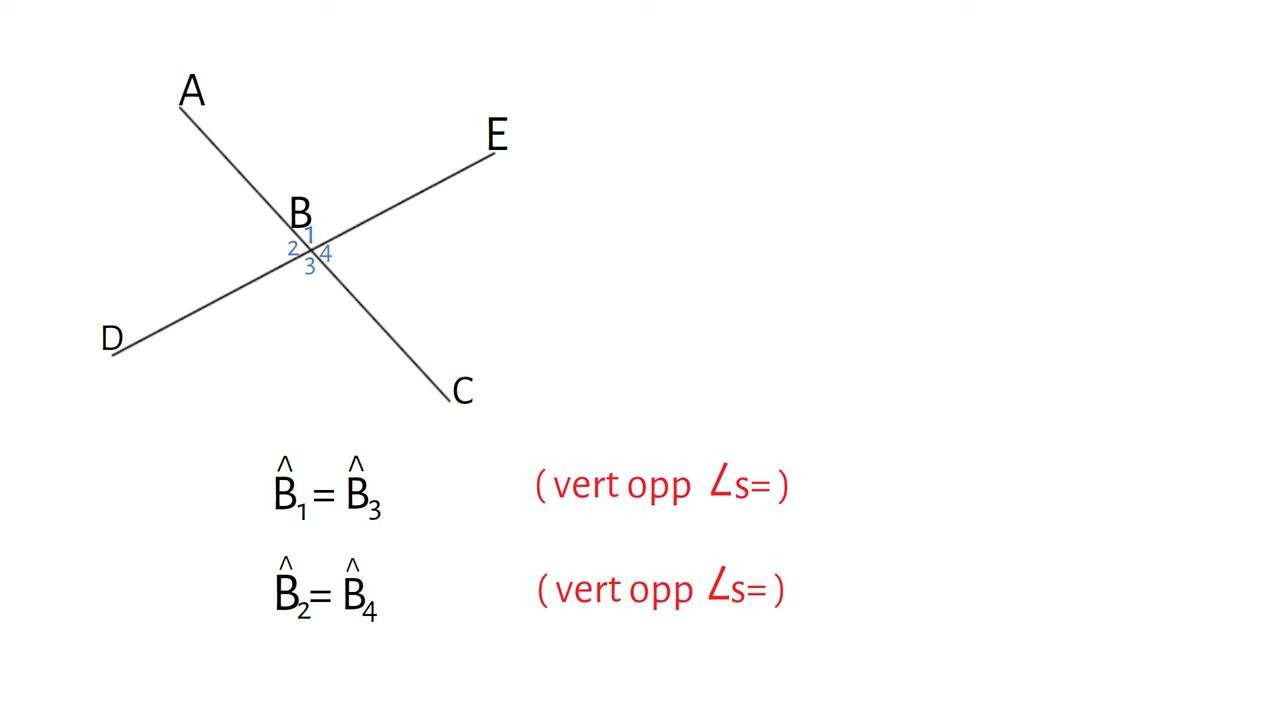 A
E
B
1
2
4
3
D
C
B̂₁ = B̂₃ ( vert opp ∠s= )
B̂₂= B̂₄ ( vert opp ∠s= )